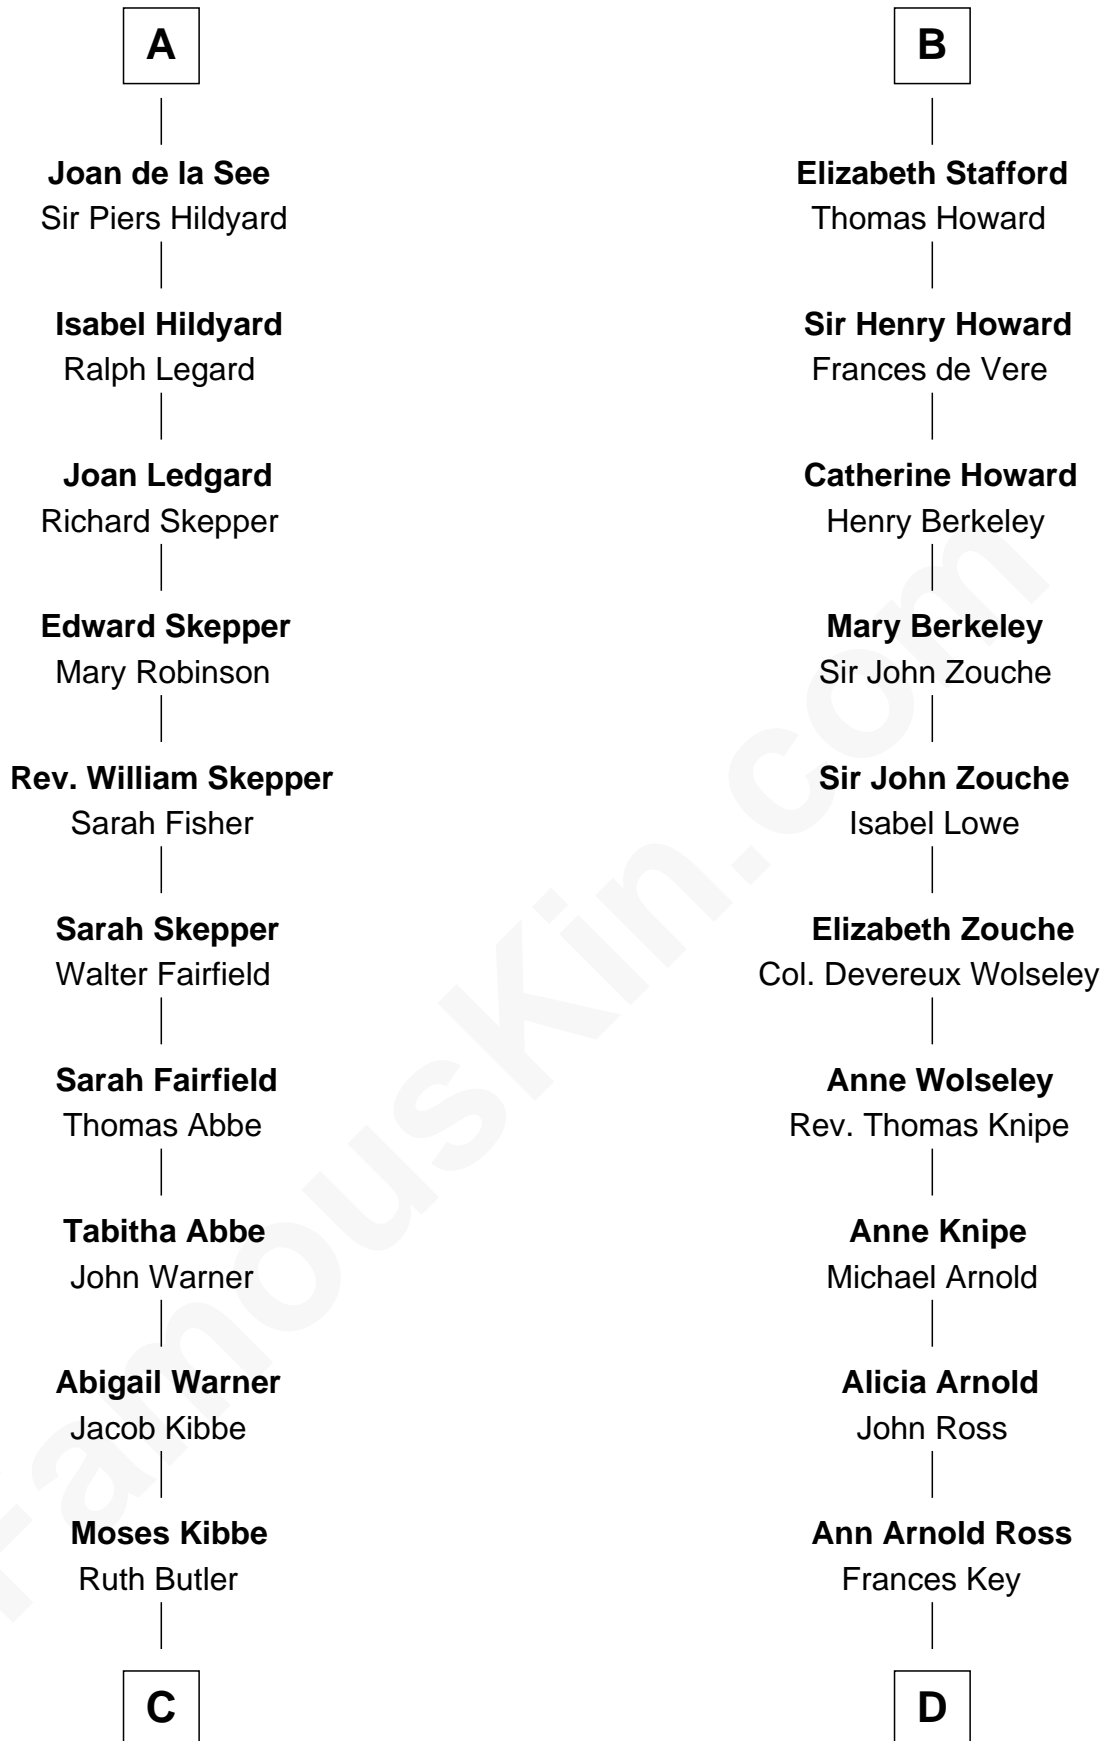 A
Joan de la See
Sir Piers Hildyard
Isabel Hildyard
Ralph Legard
Joan Ledgard
Richard Skepper
Edward Skepper
Mary Robinson
Rev. William Skepper
Sarah Fisher
Sarah Skepper
Walter Fairfield
Sarah Fairfield
Thomas Abbe
Tabitha Abbe
John Warner
Abigail Warner
Jacob Kibbe
Moses Kibbe
Ruth Butler
C
B
Elizabeth Stafford
Thomas Howard
Sir Henry Howard
Frances de Vere
Catherine Howard
Henry Berkeley
Mary Berkeley
Sir John Zouche
Sir John Zouche
Isabel Lowe
Elizabeth Zouche
Col. Devereux Wolseley
Anne Wolseley
Rev. Thomas Knipe
Anne Knipe
Michael Arnold
Alicia Arnold
John Ross
Ann Arnold Ross
Frances Key
D
FamousKin.com